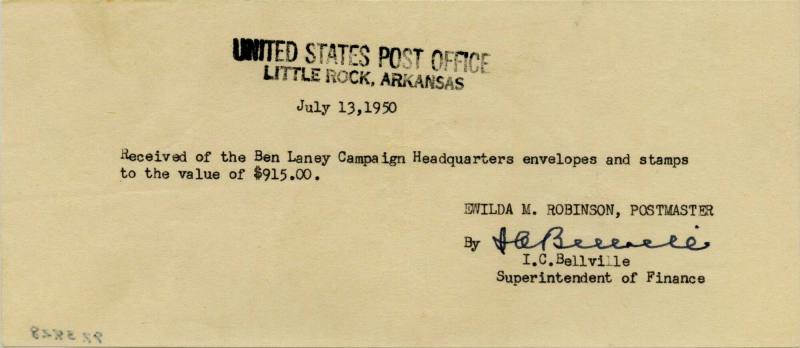 UNITED STATES POST OFFICE
LITTLE ROCK, ARKANSAS
July 13,1950
Received of the Ben Laney Campaign Headquarters envelopes and stamps
to the value of $915.00.
EWILDA M. ROBINSON, POSTMASTER
By I C Bellville
I.C.Bellville
Superintendent of Finance